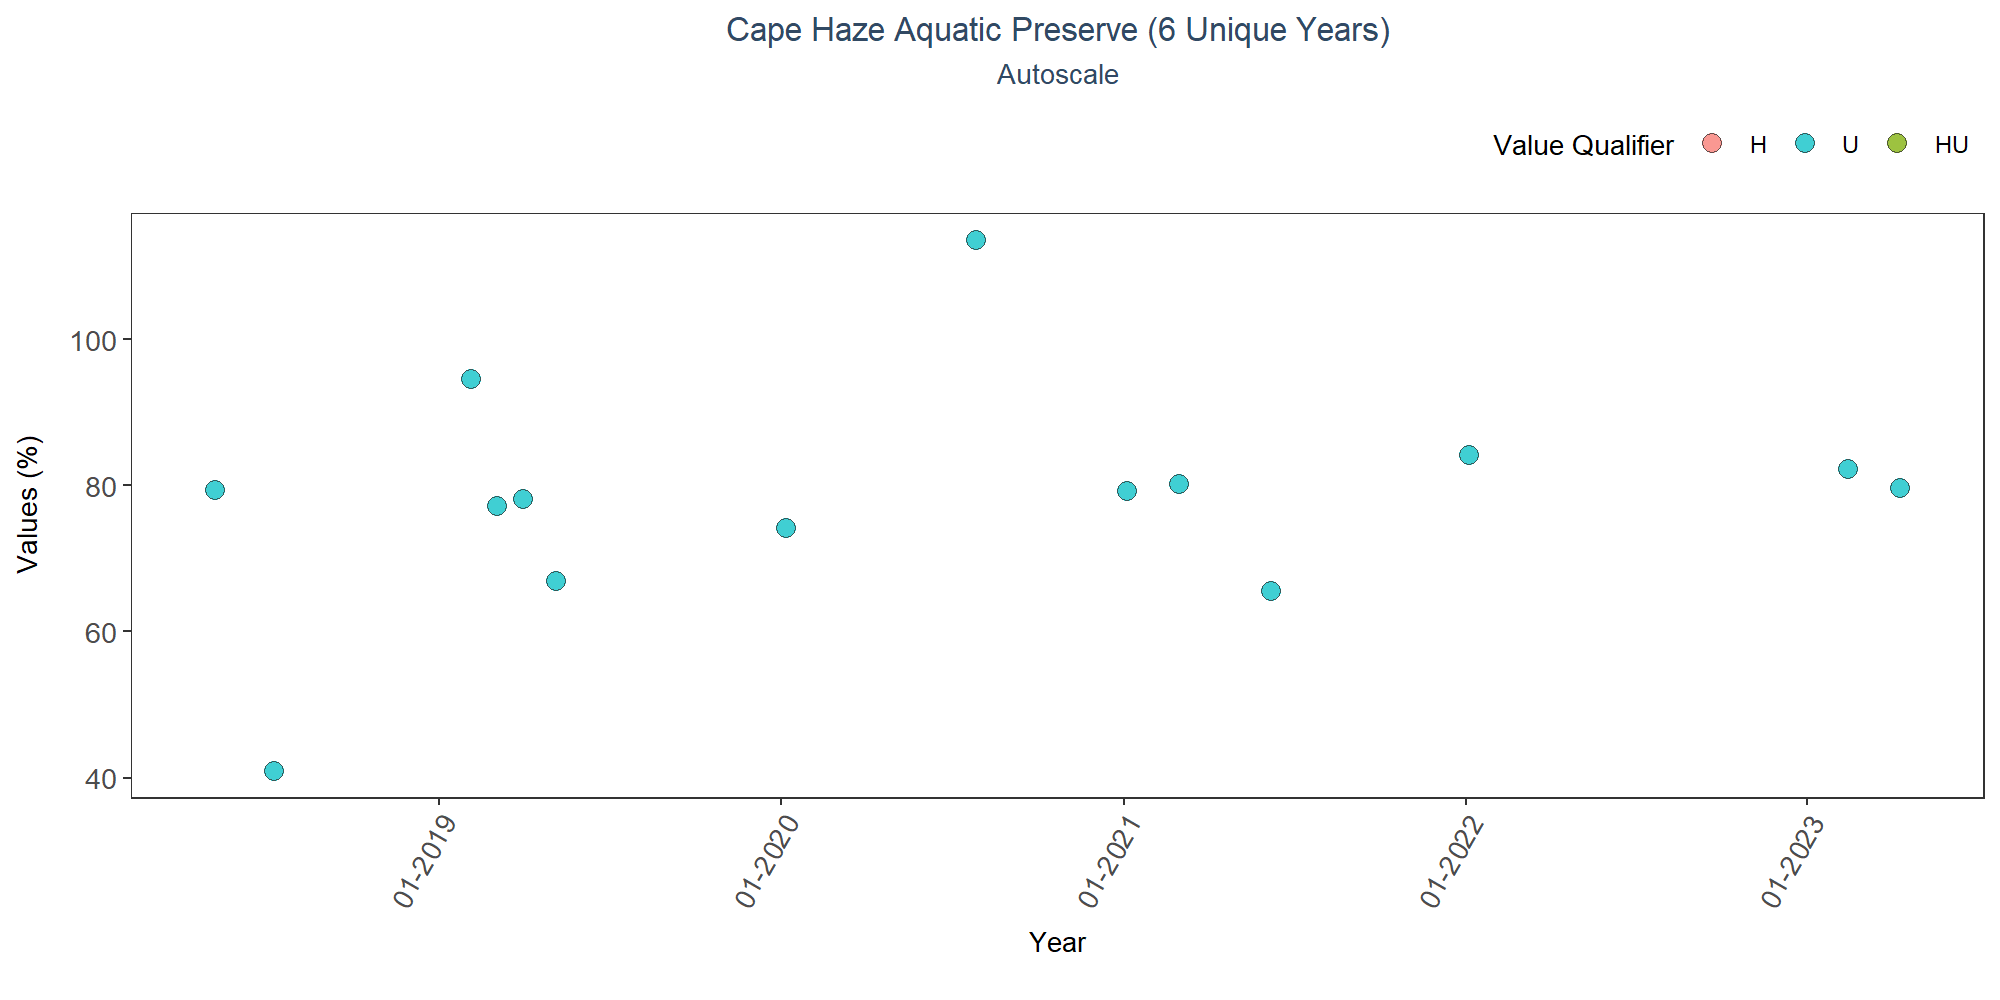 Cape Haze Aquatic Preserve (6 Unique Years)
Autoscale
Value Qualifier H U HU
Values (%)
100
80
60
40
01-2019 01-2020 01-2021 01-2022 01-2023
Year